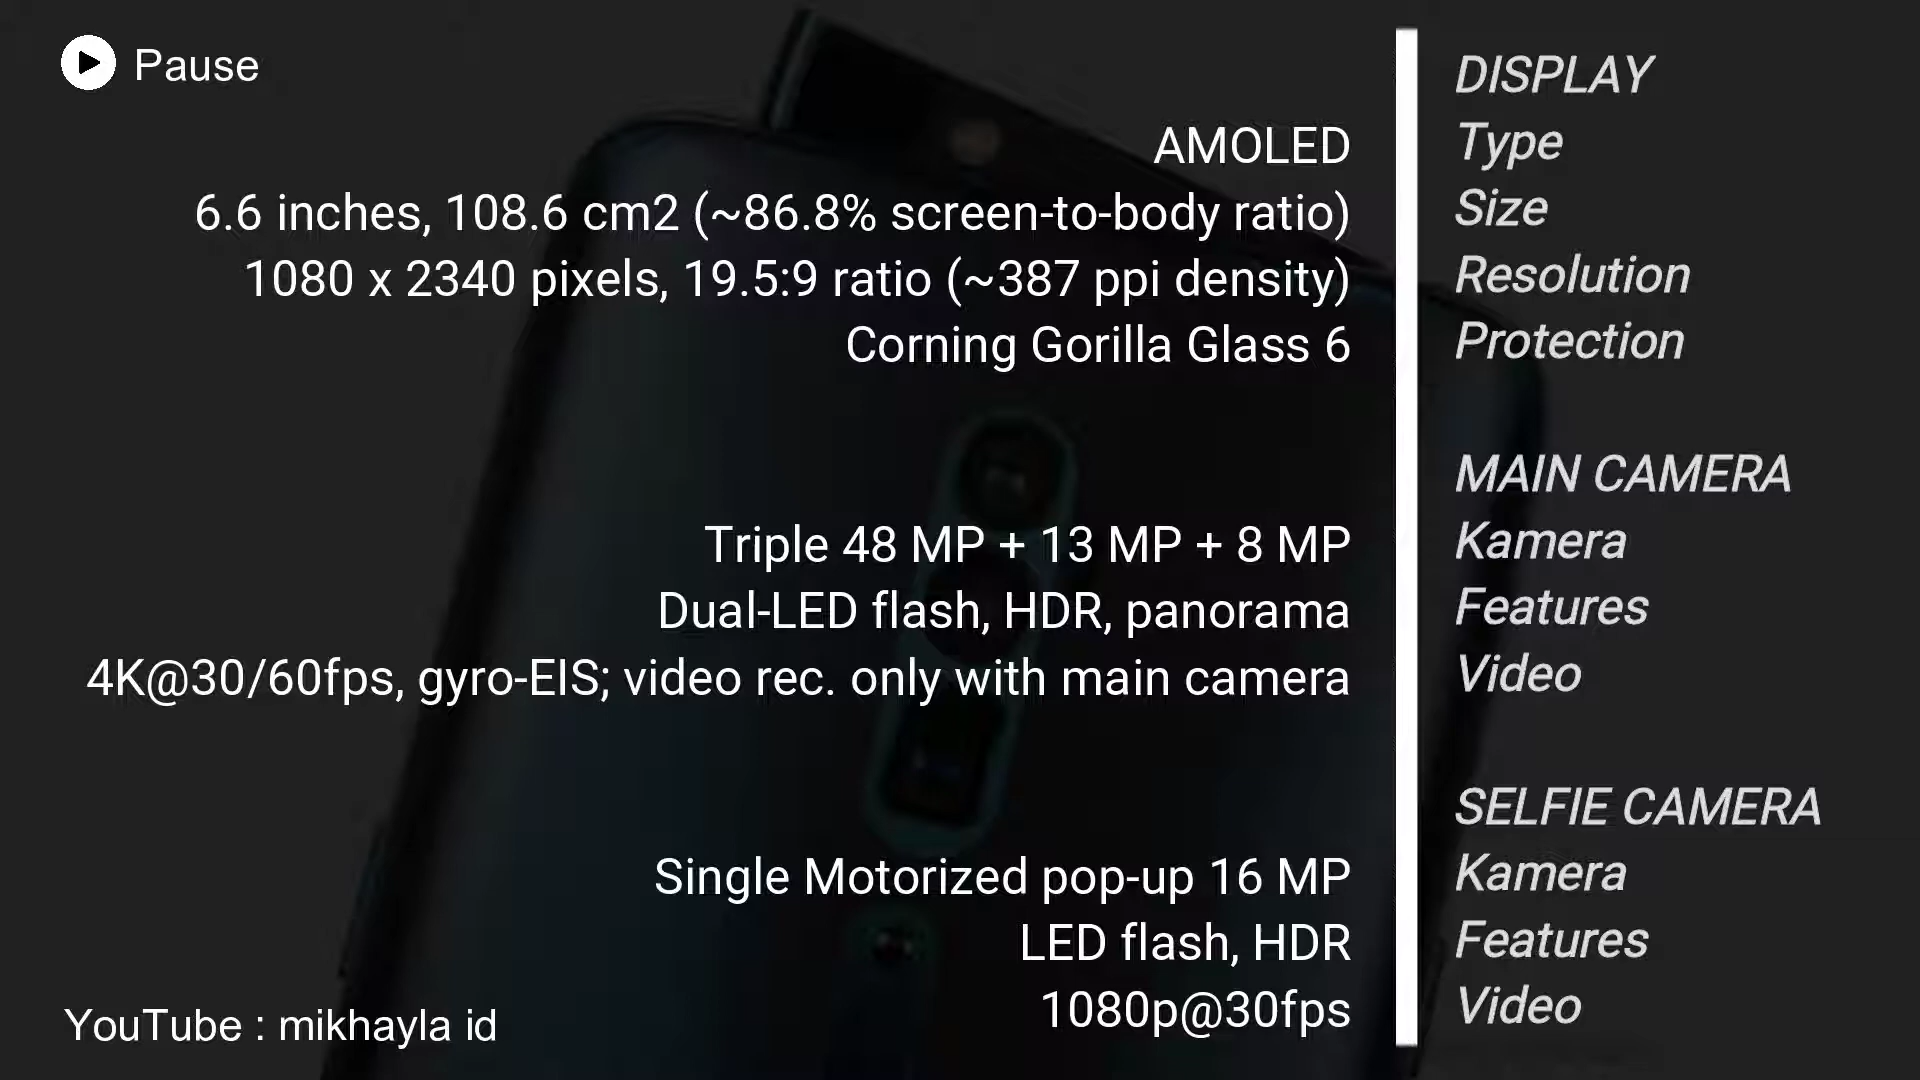 Pause
DISPLAY
AMOLED Type
6.6 inches, 108.6 cm2 (~86.8% screen-to-body ratio) Size
1080 x 2340 pixels, 19.5:9 ratio (~387 ppi density) Resolution
Corning Gorilla Glass 6 Protection
MAIN CAMERA
Triple 48 MP + 13 MP + 8 MP Kamera
Dual-LED flash, HDR, panorama Features
4K@30/60fps, gyro-EIS; video rec. only with main camera Video
SELFIE CAMERA
Single Motorized pop-up 16 MP Kamera
LED flash, HDR Features
1080p@30fps Video
YouTube : mikhayla id